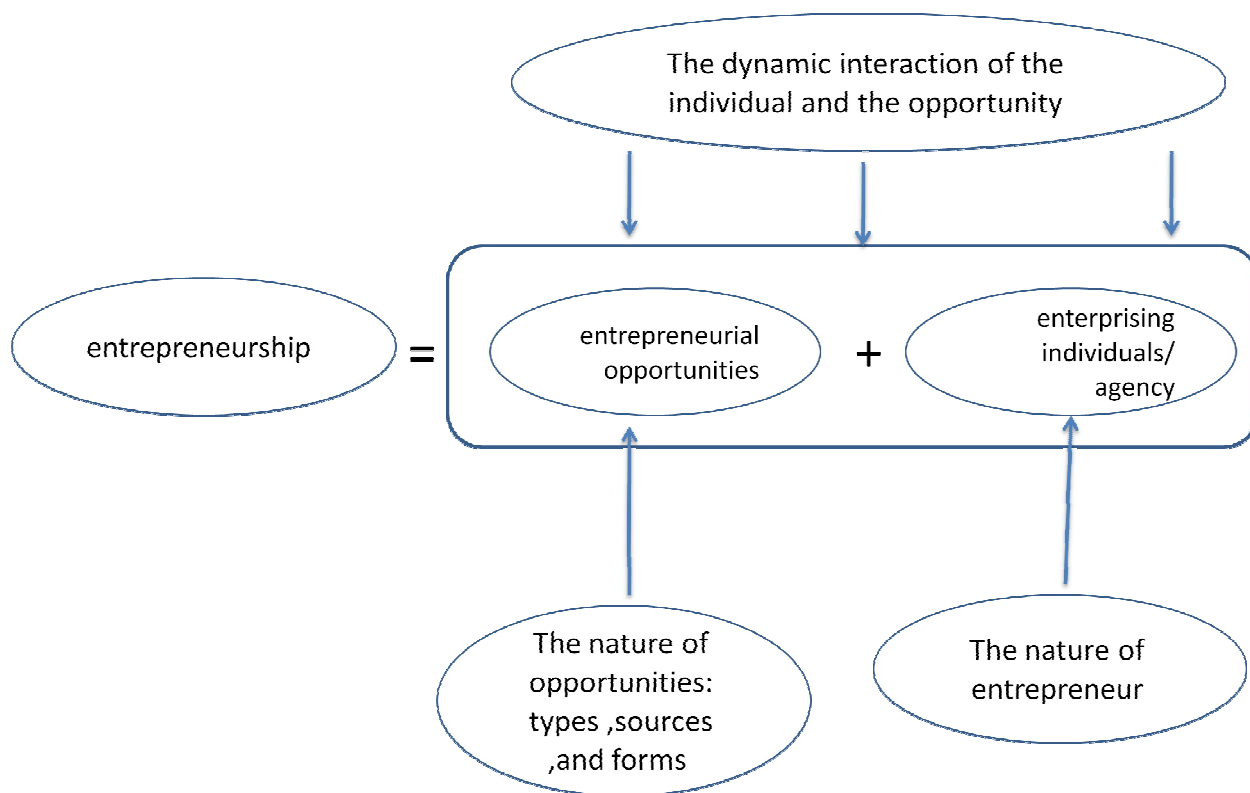 The dynamic interaction of the
individual and the opportunity
entrepreneurship
=
entrepreneurial
opportunities
+
enterprising
individuals/
agency
The nature of
opportunities:
types ,sources
,and forms
The nature of
entrepreneur